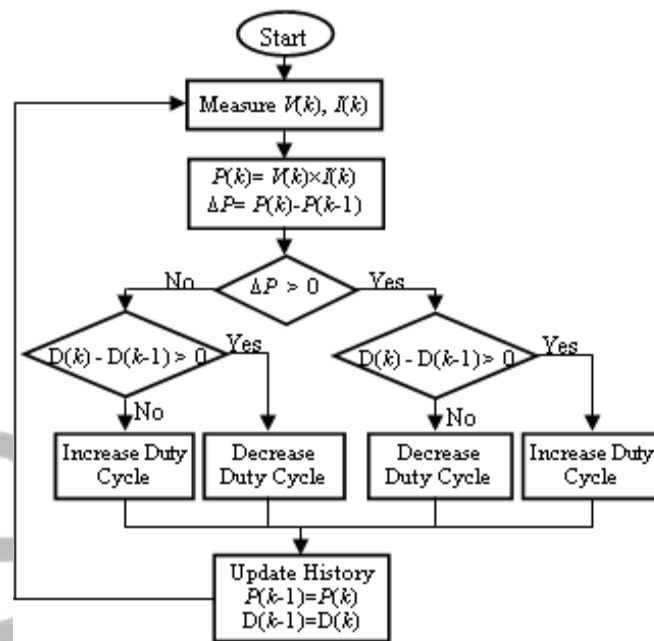 Start
Measure V(k), I(k)
P(k)= V(k)×I(k)
ΔP= P(k)-P(k-1)
No
ΔP > 0
Yes
D(k) - D(k-1) > 0
Yes
D(k) - D(k-1) > 0
Yes
No
No
Increase Duty
Cycle
Decrease
Duty Cycle
Decrease
Duty Cycle
Increase Duty
Cycle
Update History
P(k-1)=P(k)
D(k-1)=D(k)